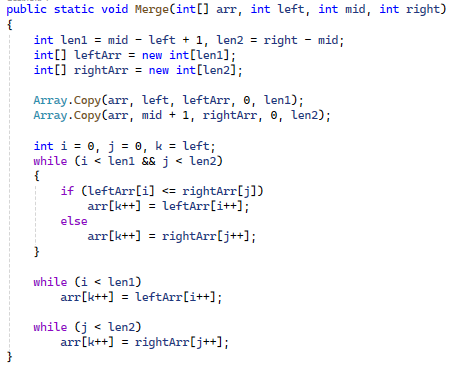 public static void Merge(int[] arr, int left, int mid, int right)
{
    int len1 = mid - left + 1, len2 = right - mid;
    int[] leftArr = new int[len1];
    int[] rightArr = new int[len2];

    Array.Copy(arr, left, leftArr, 0, len1);
    Array.Copy(arr, mid + 1, rightArr, 0, len2);

    int i = 0, j = 0, k = left;
    while (i < len1 && j < len2)
    {
        if (leftArr[i] <= rightArr[j])
            arr[k++] = leftArr[i++];
        else
            arr[k++] = rightArr[j++];
    }

    while (i < len1)
        arr[k++] = leftArr[i++];

    while (j < len2)
        arr[k++] = rightArr[j++];
}